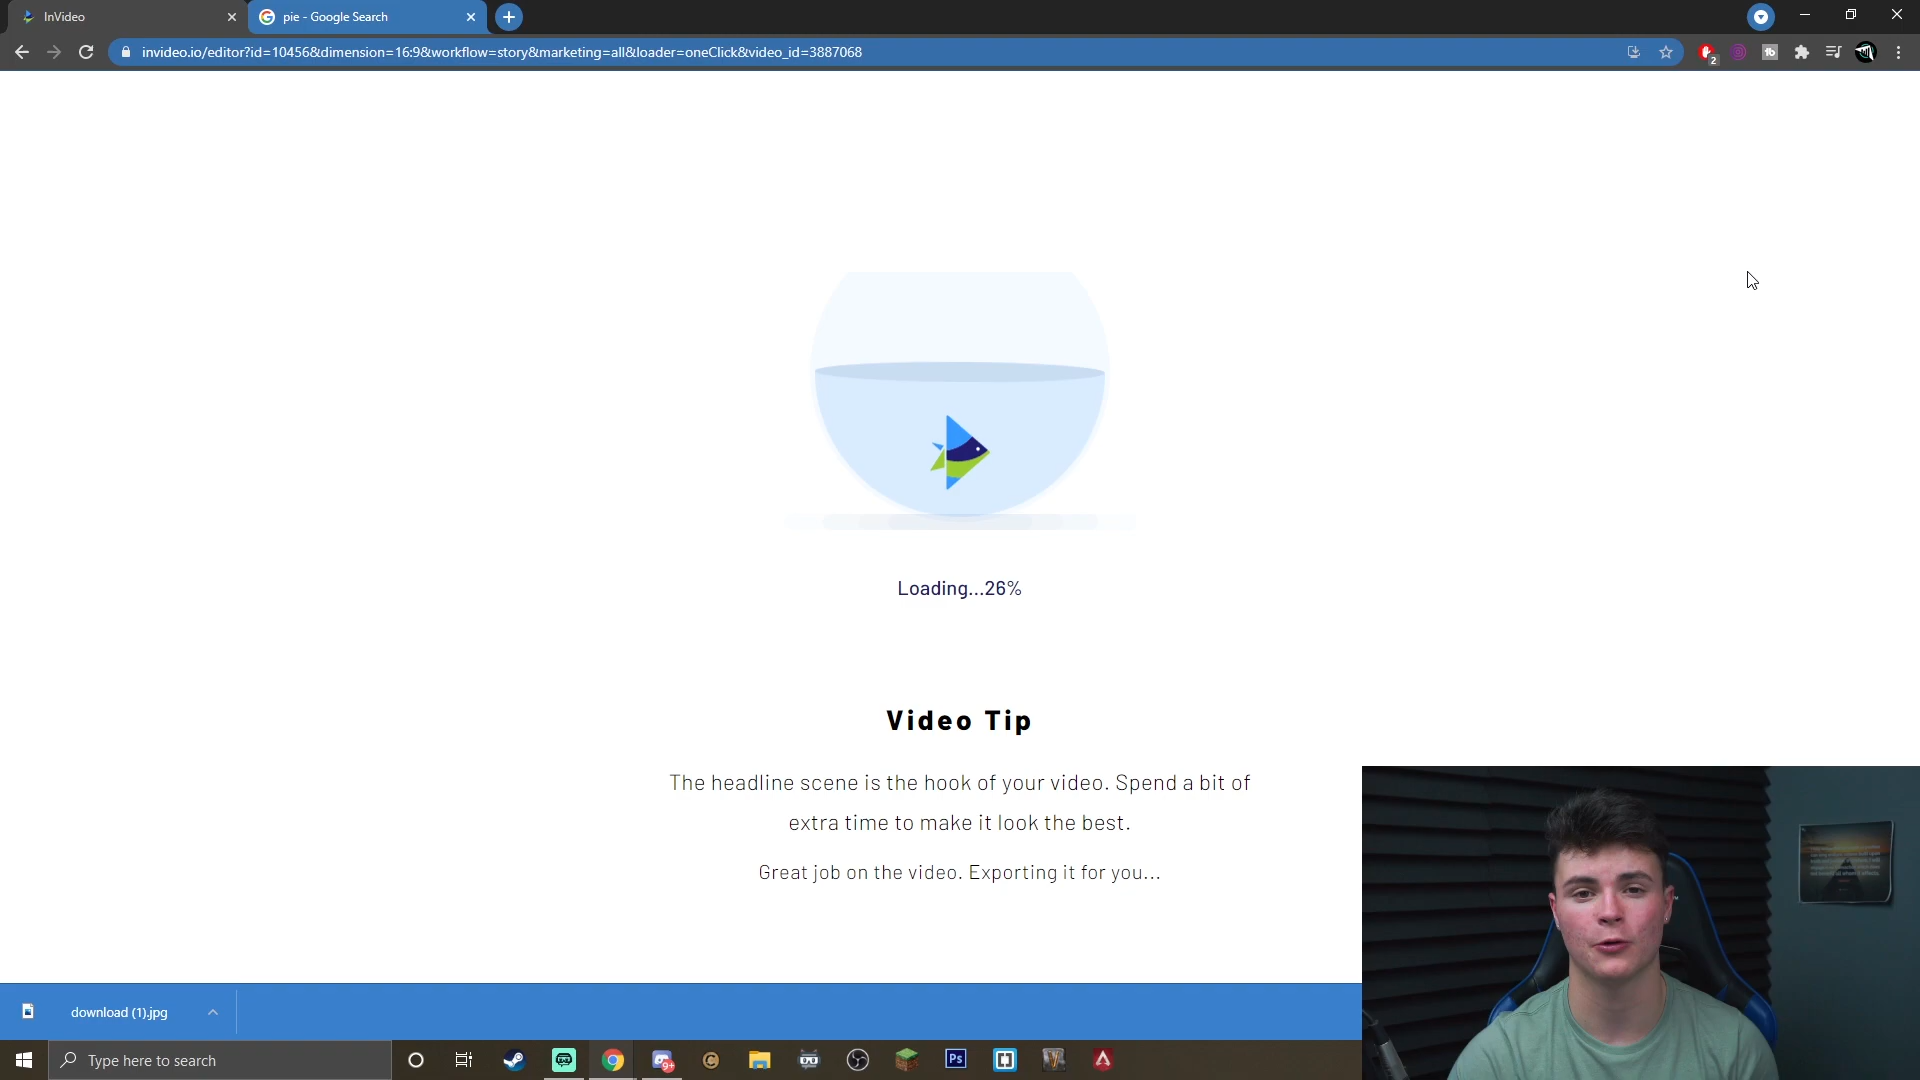 InVideo
pie - Google Search
invideo.io/editor?id=10456&dimension=16:9&workflow=story&marketing=all&loader=oneClick&video_id=3887068
2
tb
Loading...26%
Video Tip
The headline scene is the hook of your video. Spend a bit of
extra time to make it look the best.
Great job on the video. Exporting it for you...
download (1).jpg
Type here to search
9+
Ps